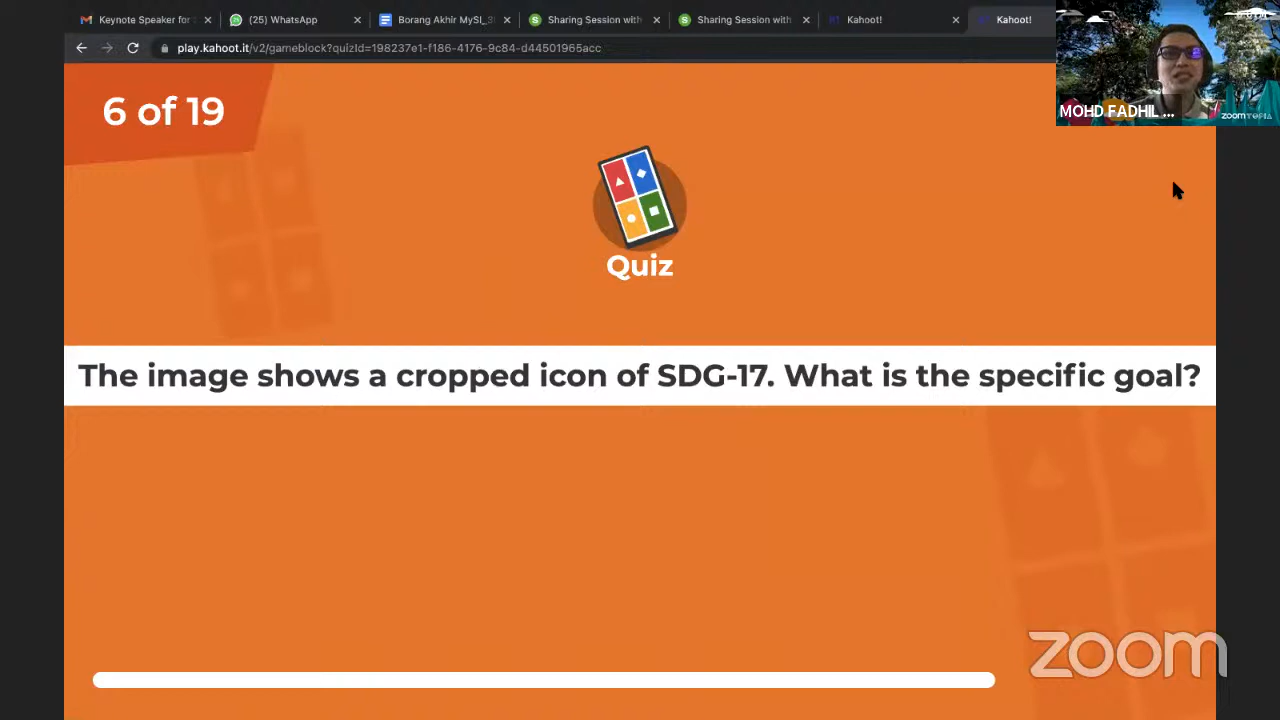 Keynote Speaker for
(25) WhatsApp
Borang Akhir MySI_3
Sharing Session with
Sharing Session with
Kahoot!
Kahoot!
play.kahoot.it/v2/gameblock?quizId=198237e1-f186-4176-9c84-d44501965acc
MOHD FADHIL ...
zoomtopia
6 of 19
Quiz
The image shows a cropped icon of SDG-17. What is the specific goal?
zoom